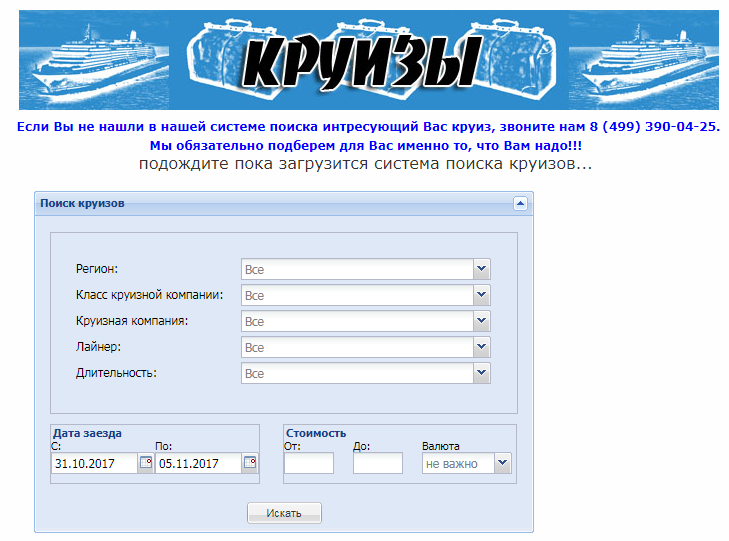 КРУИЗЫ
Если Вы не нашли в нашей системе поиска интресующий Вас круиз, звоните нам 8 (499) 390-04-25.
Мы обязательно подберем для Вас именно то, что Вам надо!!!
подождите пока загрузится система поиска круизов...
Поиск круизов
Регион: Все
Класс круизной компании: Все
Круизная компания: Все
Лайнер: Все
Длительность: Все
Дата заезда Стоимость
С: По: От: До: Валюта
31.10.2017 05.11.2017 не важно
Искать